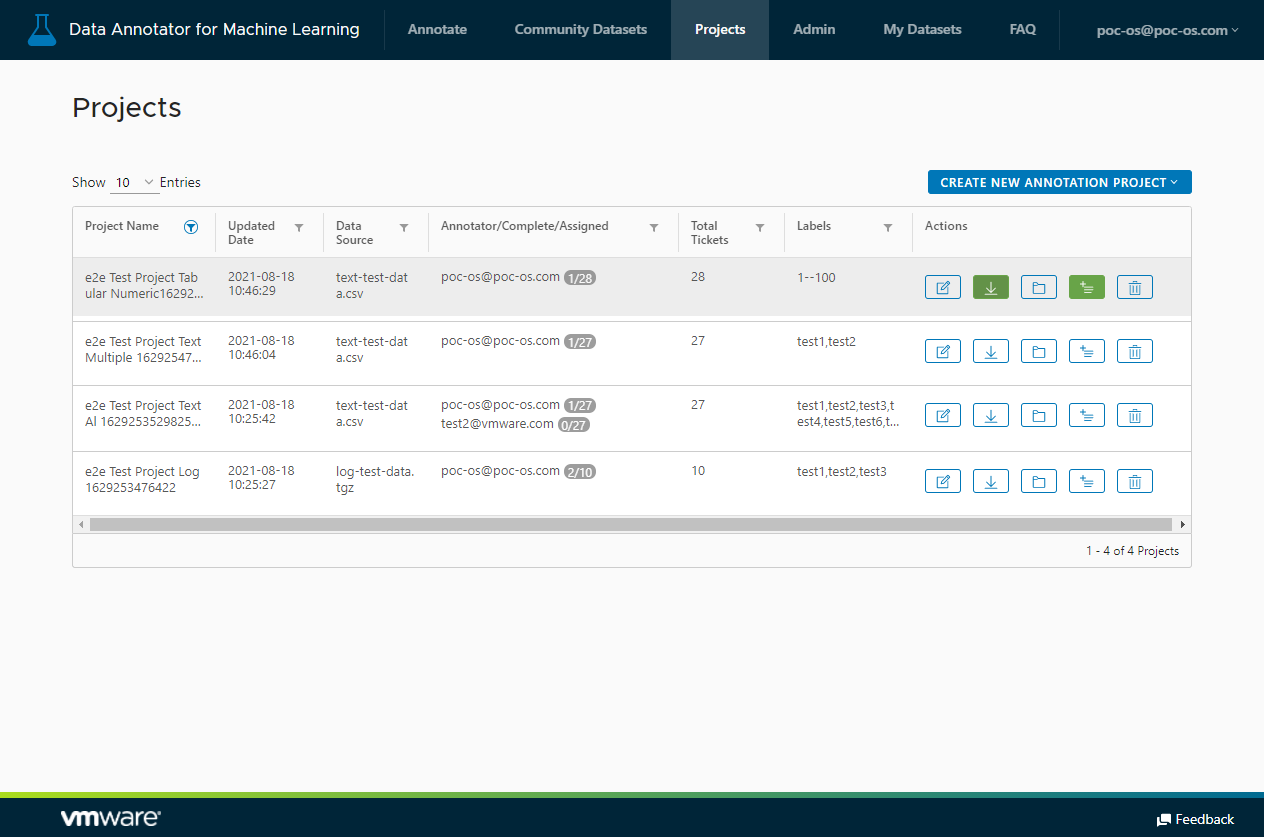 Data Annotator for Machine Learning Annotate Community Datasets Projects Admin My Datasets FAQ poc-os@poc-os.com
Projects
Show 10 Entries CREATE NEW ANNOTATION PROJECT
Project Name Updated Data Annotator/Complete/Assigned Total Labels Actions
Date Source Tickets
e2e Test Project Tab 2021-08-18 text-test-dat poc-os@poc-os.com 1/28 28 1--100
ular Numeric16292... 10:46:29 a.csv
e2e Test Project Text 2021-08-18 text-test-dat poc-os@poc-os.com 1/27 27 test1,test2
Multiple 16292547... 10:46:04 a.csv
e2e Test Project Text 2021-08-18 text-test-dat poc-os@poc-os.com 1/27 27 test1,test2,test3,t
Al 1629253529825... 10:25:42 a.csv test2@vmware.com 0/27 est4,test5,test6,t...
e2e Test Project Log 2021-08-18 log-test-data. poc-os@poc-os.com 2/10 10 test1,test2,test3
1629253476422 10:25:27 tgz
1 - 4 of 4 Projects
vmware Feedback